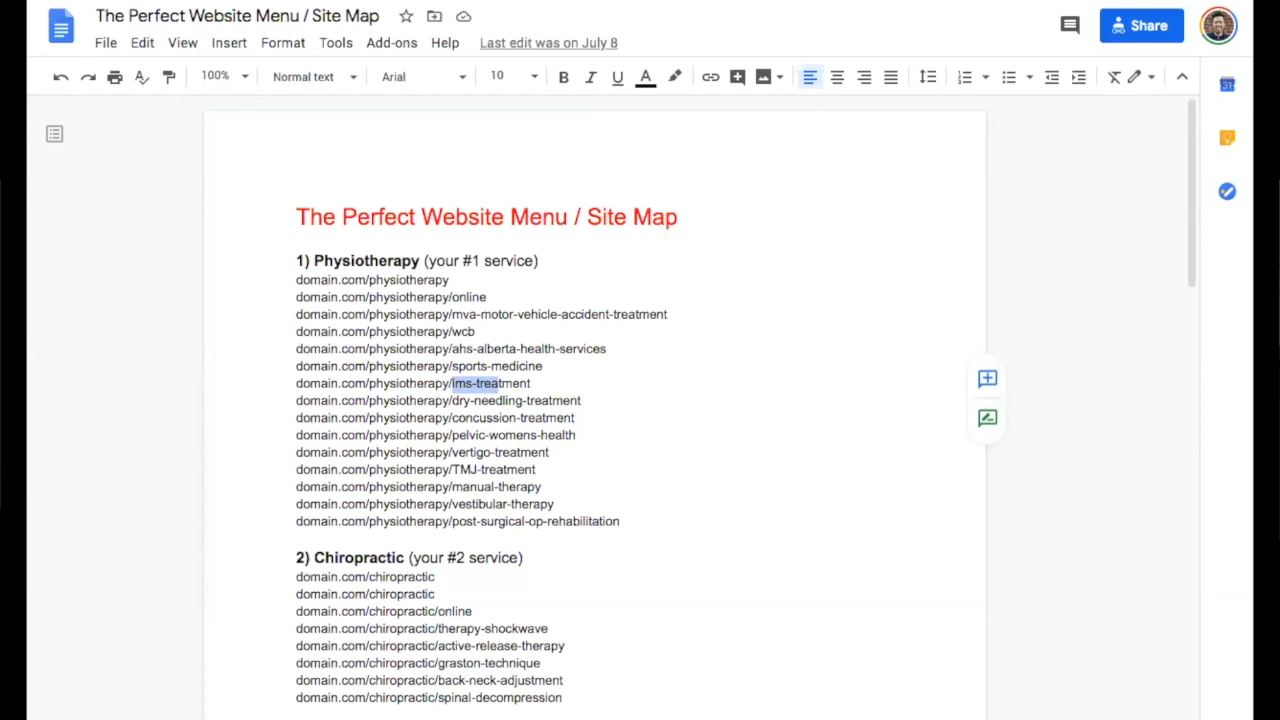 The Perfect Website Menu / Site Map
File Edit View Insert Format Tools Add-ons Help Last edit was on July 8
Share
100% Normal text Arial 10 B I U A
31
The Perfect Website Menu / Site Map
1) Physiotherapy (your #1 service)
domain.com/physiotherapy
domain.com/physiotherapy/online
domain.com/physiotherapy/mva-motor-vehicle-accident-treatment
domain.com/physiotherapy/wcb
domain.com/physiotherapy/ahs-alberta-health-services
domain.com/physiotherapy/sports-medicine
domain.com/physiotherapy/ims-treatment
domain.com/physiotherapy/dry-needling-treatment
domain.com/physiotherapy/concussion-treatment
domain.com/physiotherapy/pelvic-womens-health
domain.com/physiotherapy/vertigo-treatment
domain.com/physiotherapy/TMJ-treatment
domain.com/physiotherapy/manual-therapy
domain.com/physiotherapy/vestibular-therapy
domain.com/physiotherapy/post-surgical-op-rehabilitation
2) Chiropractic (your #2 service)
domain.com/chiropractic
domain.com/chiropractic
domain.com/chiropractic/online
domain.com/chiropractic/therapy-shockwave
domain.com/chiropractic/active-release-therapy
domain.com/chiropractic/graston-technique
domain.com/chiropractic/back-neck-adjustment
domain.com/chiropractic/spinal-decompression